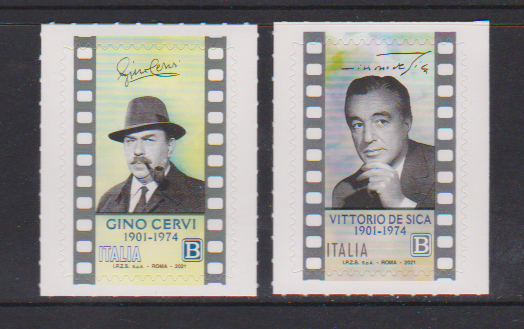 Gino Cervi
GINO CERVI
1901-1974
ITALIA B
I.P.Z.S. S.p.A. - ROMA - 2021
VITTORIO DE SICA
1901-1974
ITALIA B
I.P.Z.S. S.p.A. - ROMA - 2021